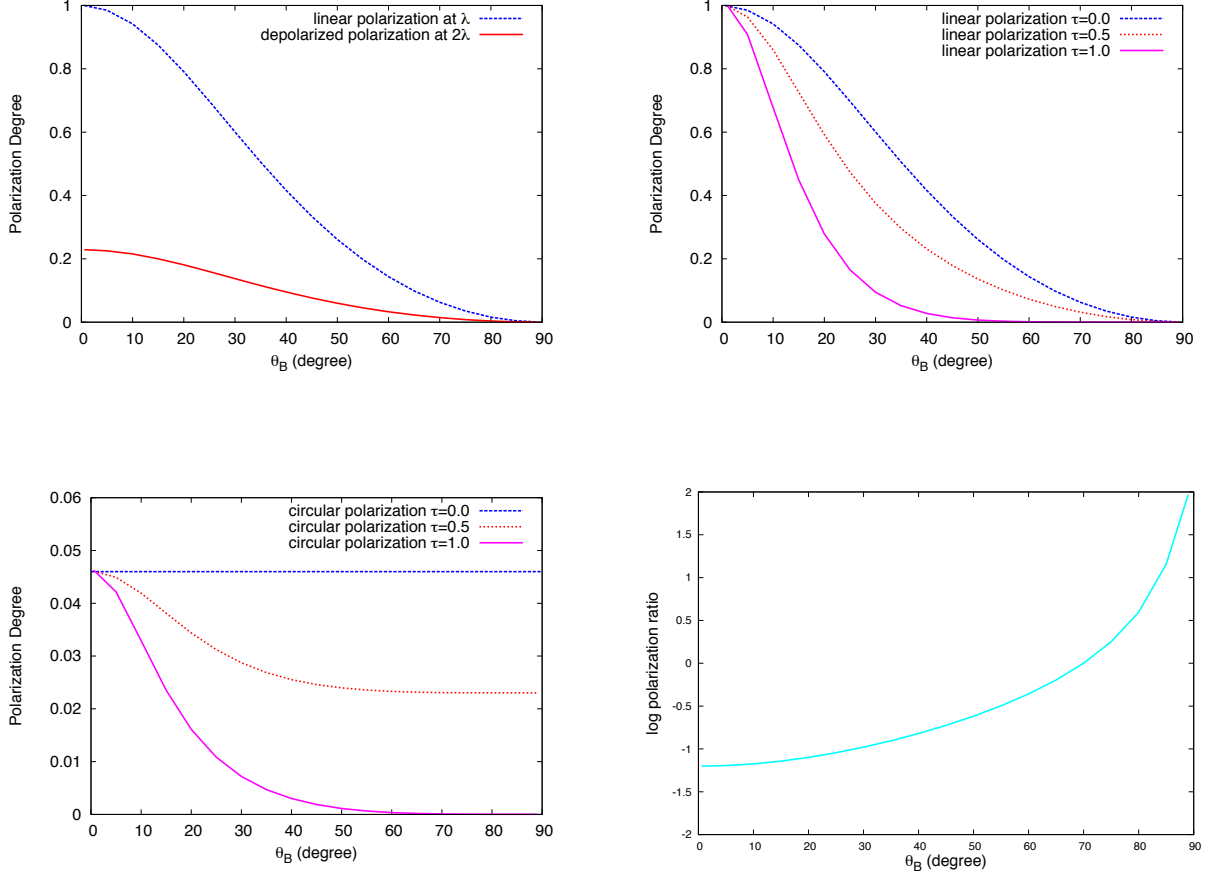 linear polarization at λ
depolarized polarization at 2λ
Polarization Degree
1
0.8
0.6
0.4
0.2
0
0 10 20 30 40 50 60 70 80 90
θB (degree)
linear polarization τ=0.0
linear polarization τ=0.5
linear polarization τ=1.0
Polarization Degree
1
0.8
0.6
0.4
0.2
0
0 10 20 30 40 50 60 70 80 90
θB (degree)
circular polarization τ=0.0
circular polarization τ=0.5
circular polarization τ=1.0
Polarization Degree
0.06
0.05
0.04
0.03
0.02
0.01
0
0 10 20 30 40 50 60 70 80 90
θB (degree)
log polarization ratio
2
1.5
1
0.5
0
-0.5
-1
-1.5
-2
0 10 20 30 40 50 60 70 80 90
θB (degree)